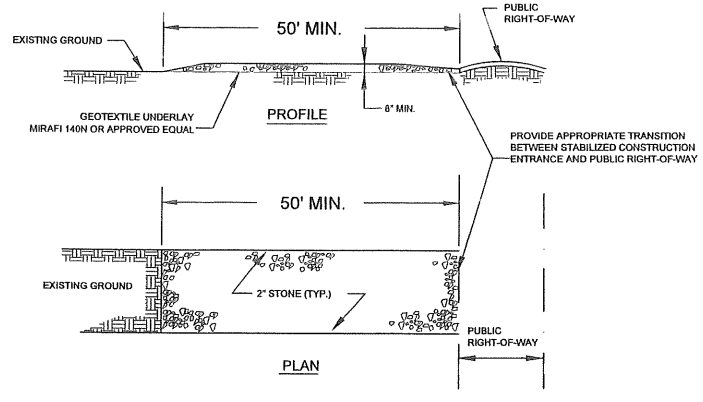 PUBLIC
RIGHT-OF-WAY
50' MIN.
EXISTING GROUND
GEOTEXTILE UNDERLAY
MIRAFI 140N OR APPROVED EQUAL
8" MIN.
PROFILE
PROVIDE APPROPRIATE TRANSITION
BETWEEN STABILIZED CONSTRUCTION
ENTRANCE AND PUBLIC RIGHT-OF-WAY
50' MIN.
EXISTING GROUND
2" STONE (TYP.)
PUBLIC
RIGHT-OF-WAY
PLAN